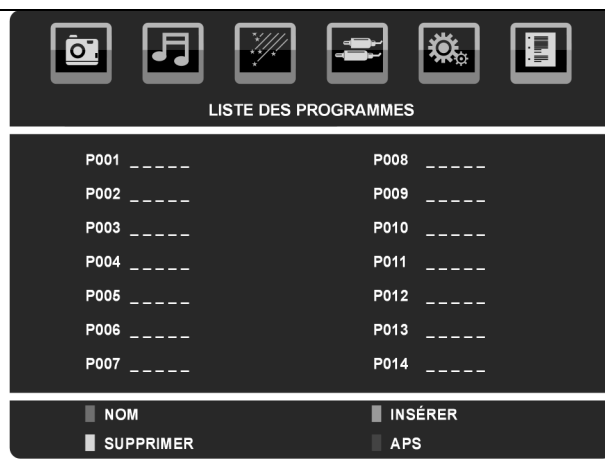 LISTE DES PROGRAMMES
P001 _ _ _ _ _
P002 _ _ _ _ _
P003 _ _ _ _ _
P004 _ _ _ _ _
P005 _ _ _ _ _
P006 _ _ _ _ _
P007 _ _ _ _ _
P008 _ _ _ _ _
P009 _ _ _ _ _
P010 _ _ _ _ _
P011 _ _ _ _ _
P012 _ _ _ _ _
P013 _ _ _ _ _
P014 _ _ _ _ _
NOM
INSÉRER
SUPPRIMER
APS